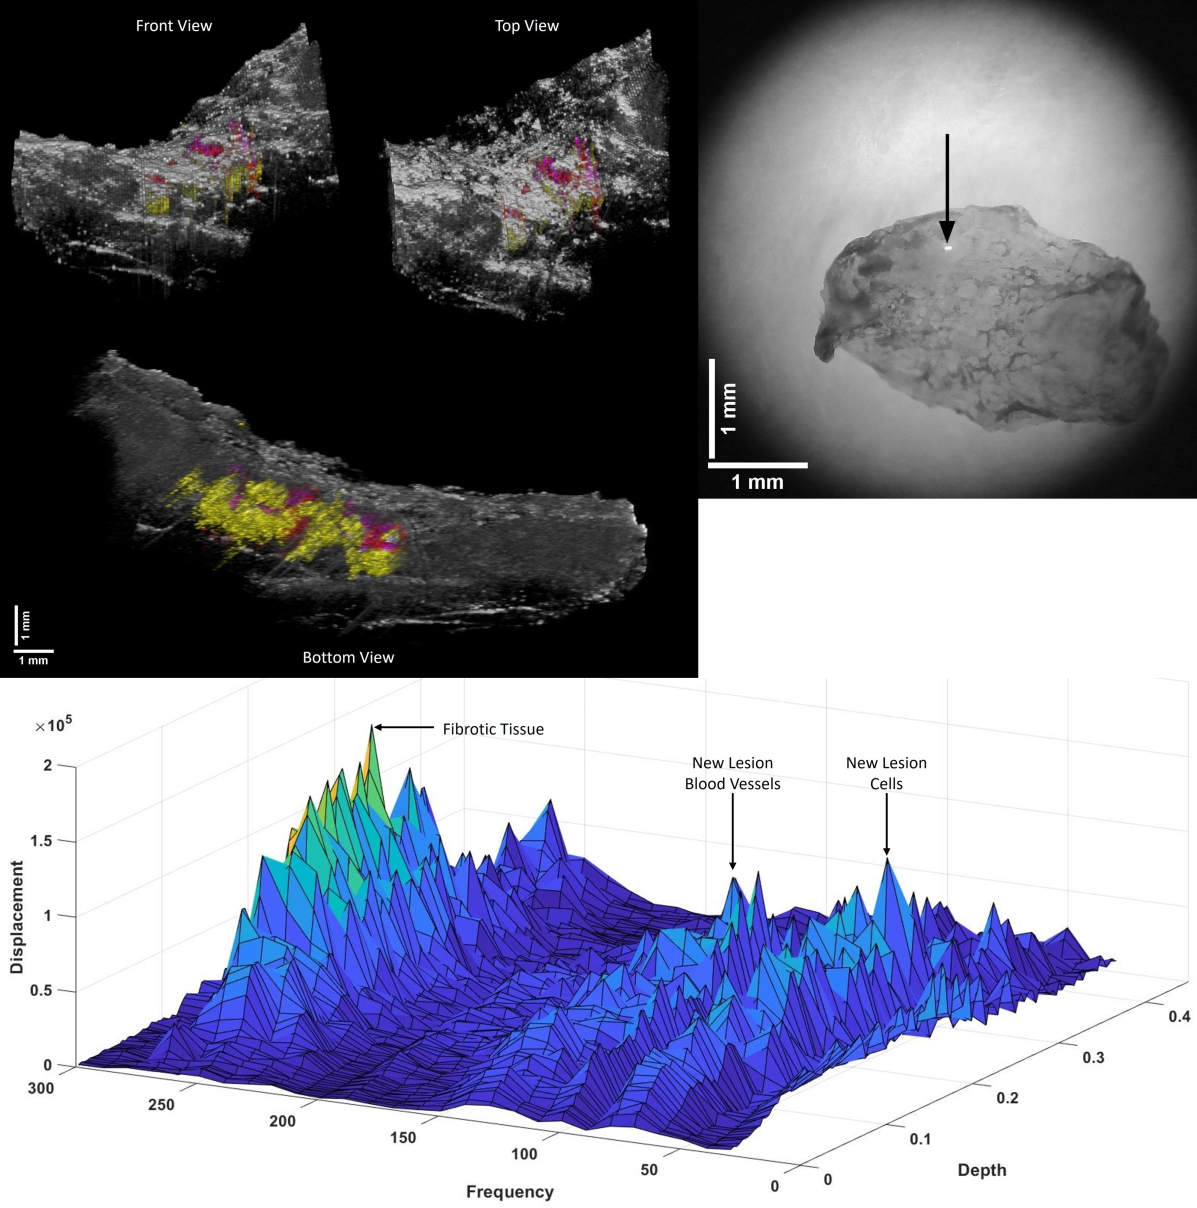 Front View
Top View
1 mm
1 mm
1 mm
1 mm
Bottom View
×10⁵
Fibrotic Tissue
New Lesion
Blood Vessels
New Lesion
Cells
2
1.5
1
0.5
0
Displacement
300
250
200
150
100
50
0
Frequency
0
0.1
0.2
0.3
0.4
Depth